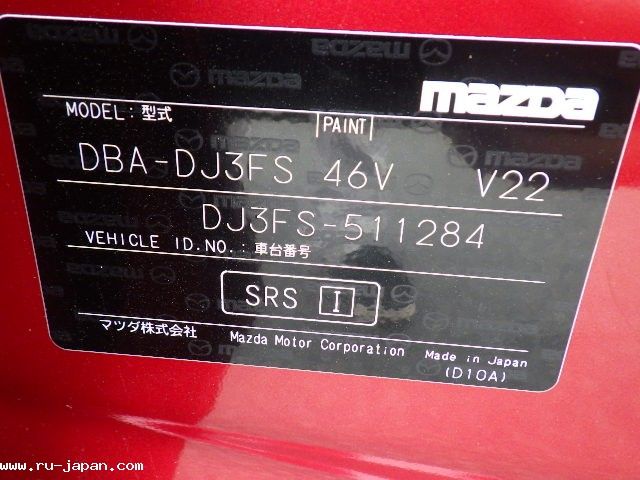 mazda
MODEL: 型式
PAINT
DBA-DJ3FS 46V V22
DJ3FS-511284
VEHICLE ID.NO.: 車台番号
SRS I
マツダ株式会社 Mazda Motor Corporation Made in Japan
(D10A)
www.ru-japan.com